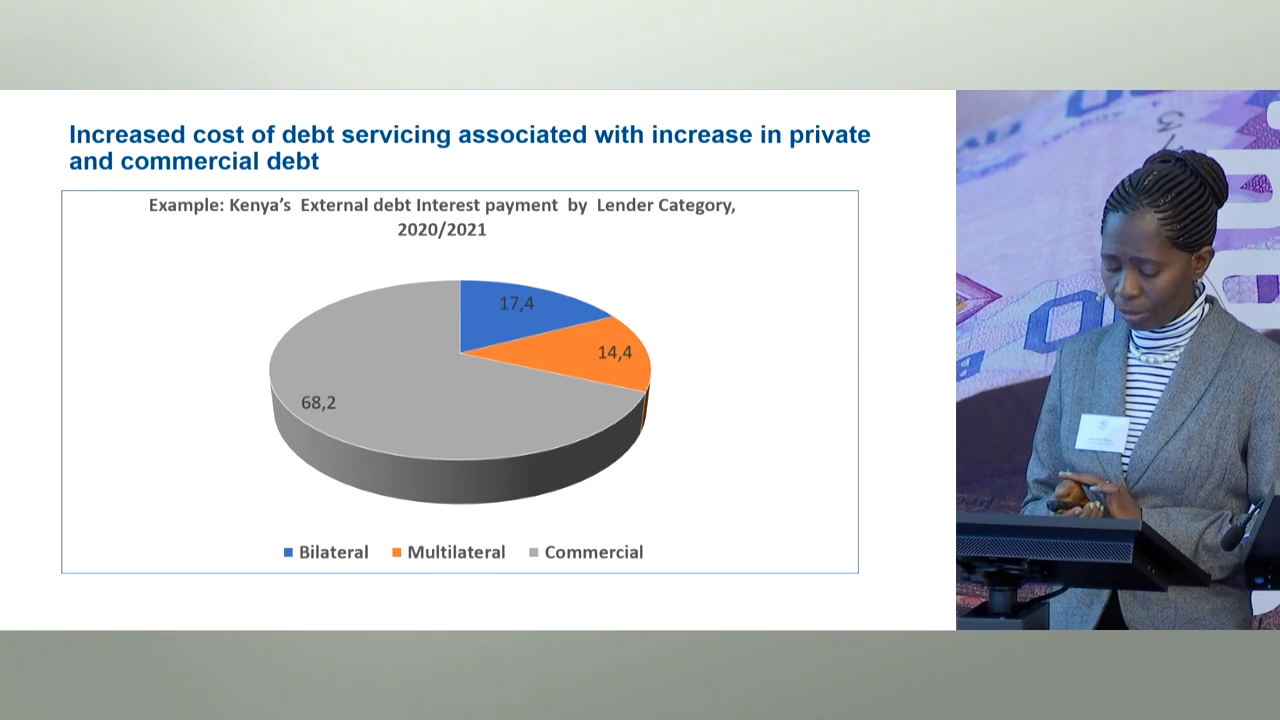 Increased cost of debt servicing associated with increase in private
and commercial debt
Example: Kenya’s External debt Interest payment by Lender Category,
2020/2021
17,4
14,4
68,2
Bilateral
Multilateral
Commercial